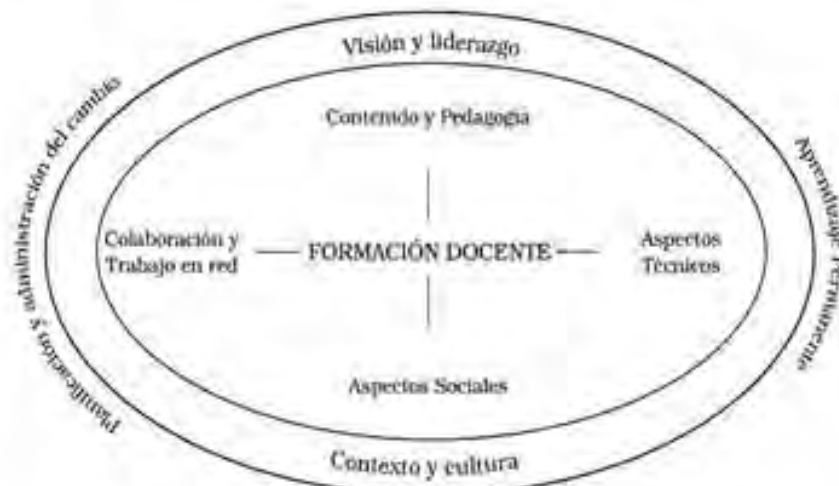 Visión y liderazgo
Contenido y Pedagogía
Planificación y administración del cambio
Aprendizaje Permanente
Colaboración y
Trabajo en red
FORMACIÓN DOCENTE
Aspectos
Técnicos
Aspectos Sociales
Contexto y cultura